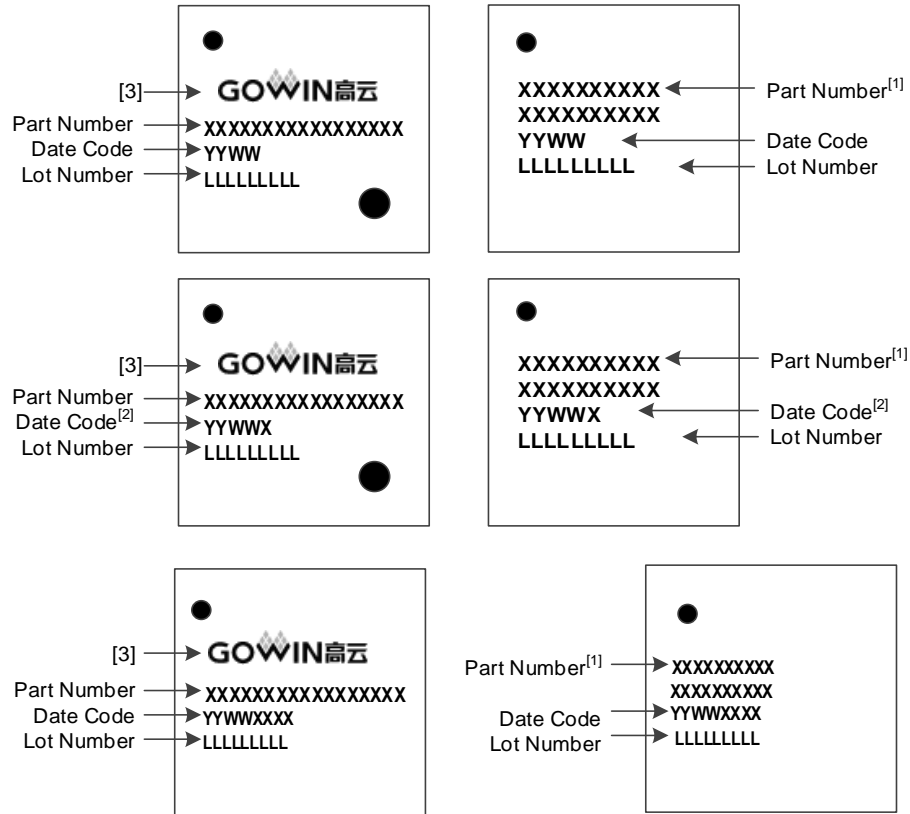 [3] GOWIN高云
Part Number XXXXXXXXXXXXXXXXX
Date Code YYWW
Lot Number LLLLLLLLL
XXXXXXXXXX Part Number[1]
XXXXXXXXXX
YYWW Date Code
LLLLLLLLL Lot Number
[3] GOWIN高云
Part Number XXXXXXXXXXXXXXXXX
Date Code[2] YYWWX
Lot Number LLLLLLLLL
XXXXXXXXXX Part Number[1]
XXXXXXXXXX
YYWWX Date Code[2]
LLLLLLLLL Lot Number
[3] GOWIN高云
Part Number XXXXXXXXXXXXXXXXX
Date Code YYWWXXXX
Lot Number LLLLLLLLL
Part Number[1] XXXXXXXXXX
XXXXXXXXXX
Date Code YYWWXXXX
Lot Number LLLLLLLLL